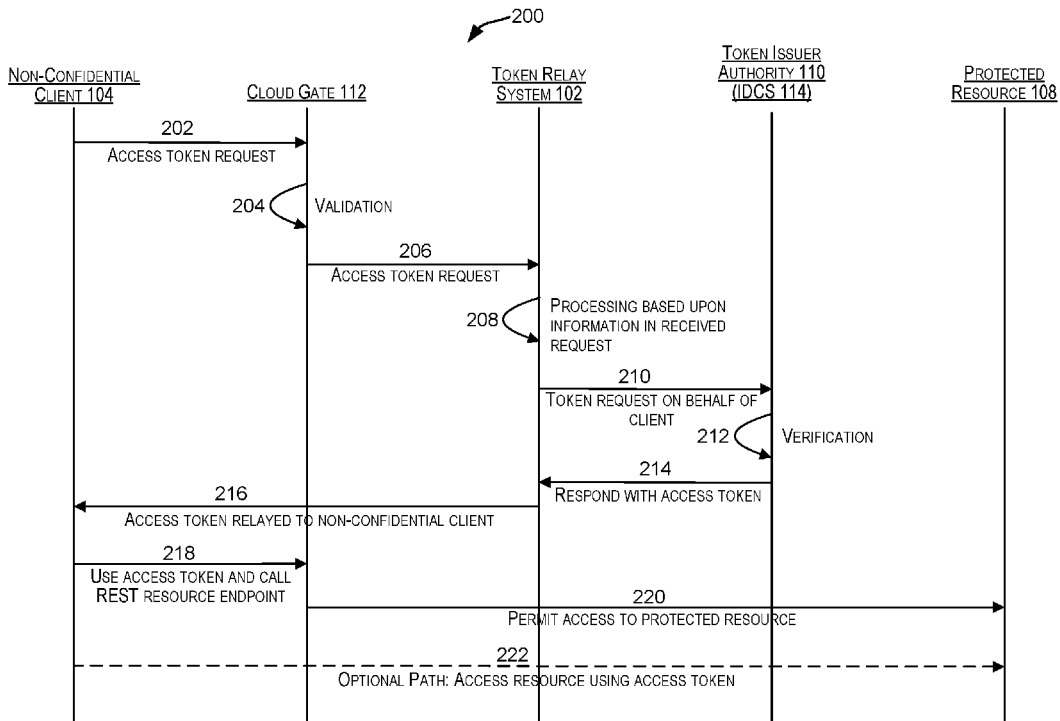 200
NON-CONFIDENTIAL
CLIENT 104
CLOUD GATE 112
TOKEN RELAY
SYSTEM 102
TOKEN ISSUER
AUTHORITY 110
(IDCS 114)
PROTECTED
RESOURCE 108
202
ACCESS TOKEN REQUEST
204
VALIDATION
206
ACCESS TOKEN REQUEST
208
PROCESSING BASED UPON
INFORMATION IN RECEIVED
REQUEST
210
TOKEN REQUEST ON BEHALF OF
CLIENT
212
VERIFICATION
214
RESPOND WITH ACCESS TOKEN
216
ACCESS TOKEN RELAYED TO NON-CONFIDENTIAL CLIENT
218
USE ACCESS TOKEN AND CALL
REST RESOURCE ENDPOINT
220
PERMIT ACCESS TO PROTECTED RESOURCE
222
OPTIONAL PATH: ACCESS RESOURCE USING ACCESS TOKEN